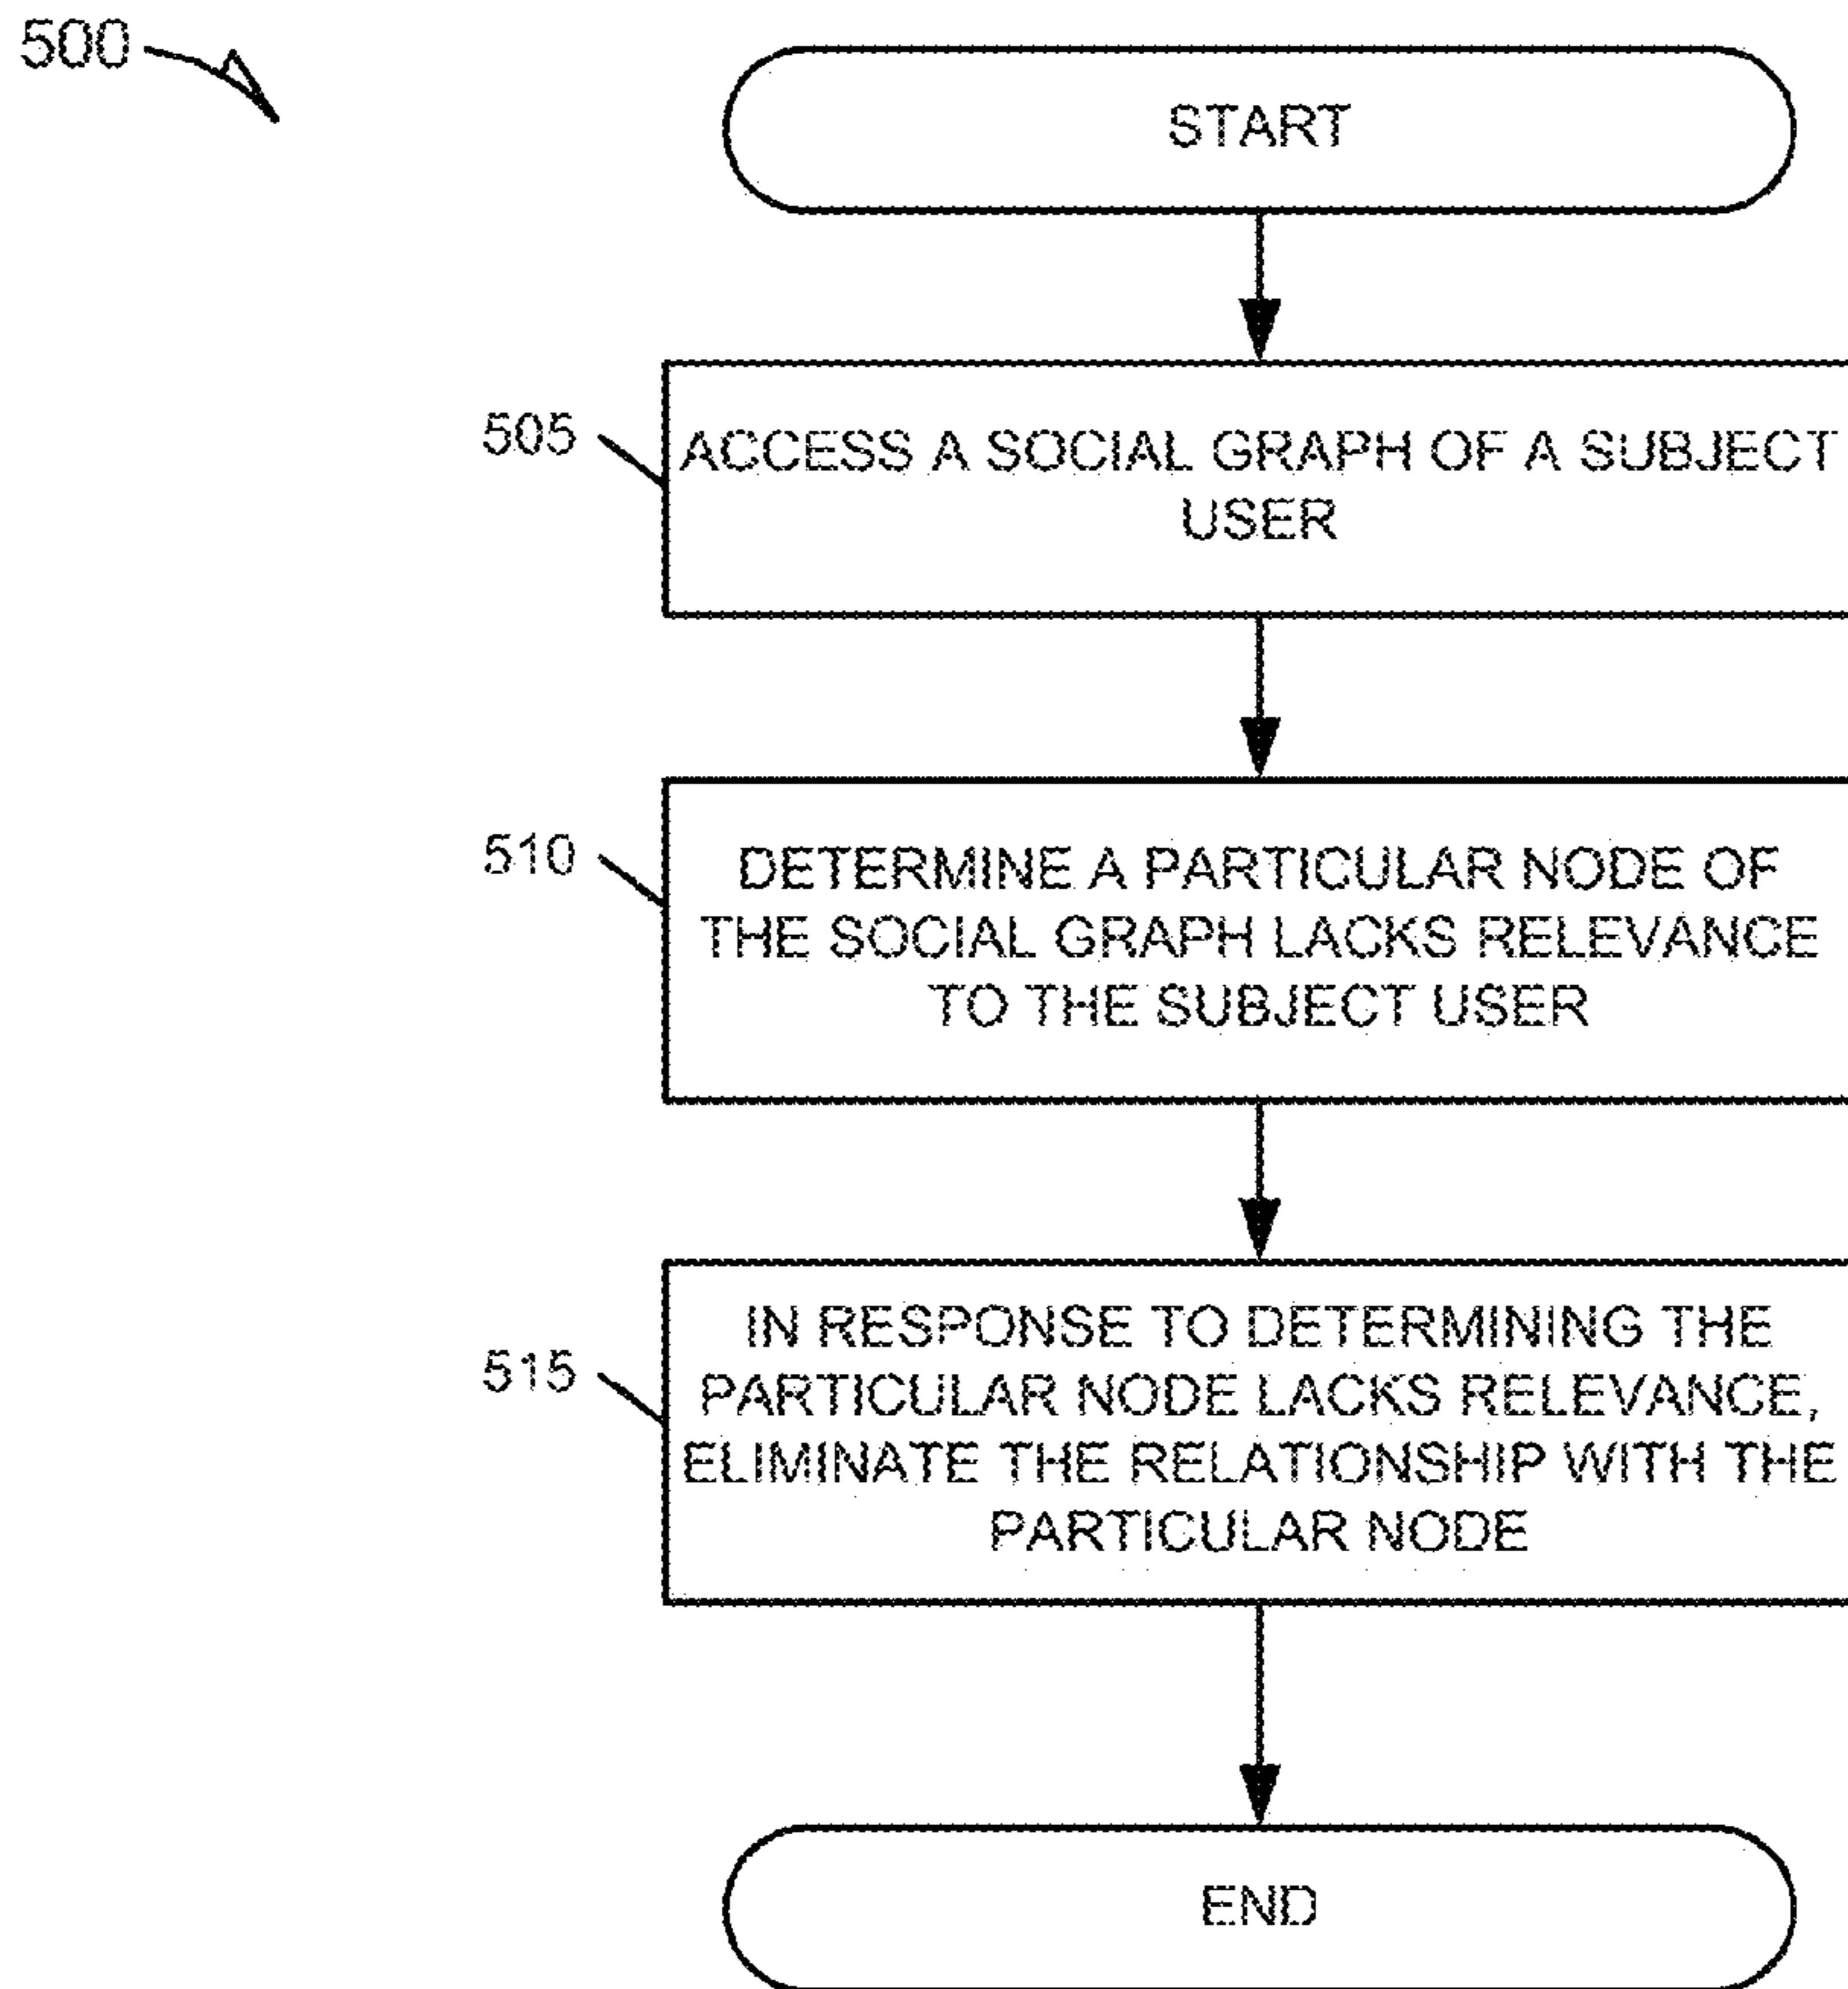 500
START
505
ACCESS A SOCIAL GRAPH OF A SUBJECT
USER
510
DETERMINE A PARTICULAR NODE OF
THE SOCIAL GRAPH LACKS RELEVANCE
TO THE SUBJECT USER
515
IN RESPONSE TO DETERMINING THE
PARTICULAR NODE LACKS RELEVANCE,
ELIMINATE THE RELATIONSHIP WITH THE
PARTICULAR NODE
END